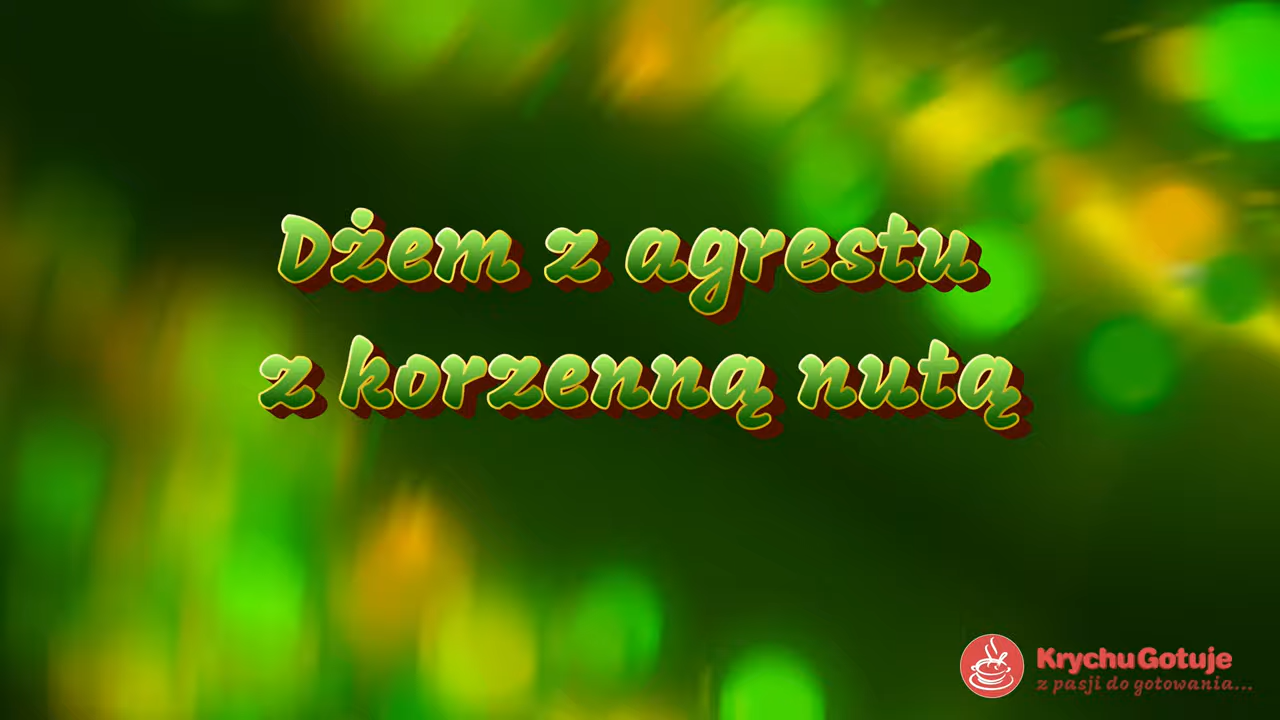 Dżem z agrestu
z korzenną nutą
KrychuGotuje
z pasji do gotowania...